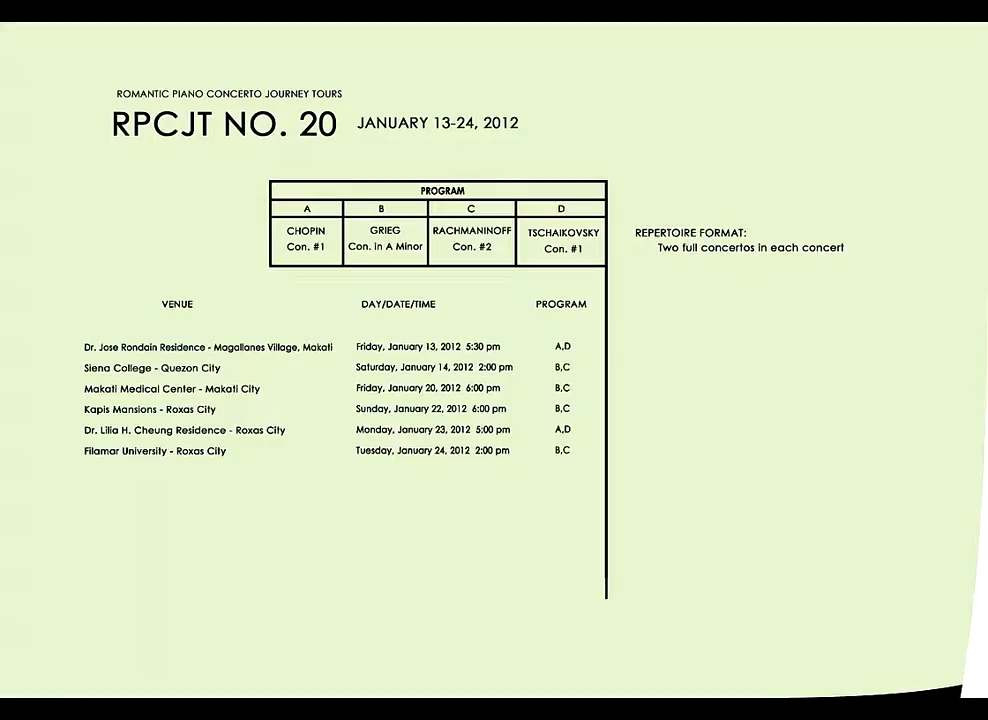 ROMANTIC PIANO CONCERTO JOURNEY TOURS
RPCJT NO. 20 JANUARY 13-24, 2012
PROGRAM
A B C D
CHOPIN GRIEG RACHMANINOFF TSCHAIKOVSKY
Con. #1 Con. in A Minor Con. #2 Con. #1
REPERTOIRE FORMAT:
Two full concertos in each concert
VENUE DAY/DATE/TIME PROGRAM
Dr. Jose Rondain Residence - Magallanes Village, Makati Friday, January 13, 2012 5:30 pm A,D
Siena College - Quezon City Saturday, January 14, 2012 2:00 pm B,C
Makati Medical Center - Makati City Friday, January 20, 2012 6:00 pm B,C
Kapis Mansions - Roxas City Sunday, January 22, 2012 6:00 pm B,C
Dr. Lilia H. Cheung Residence - Roxas City Monday, January 23, 2012 5:00 pm A,D
Filamar University - Roxas City Tuesday, January 24, 2012 2:00 pm B,C